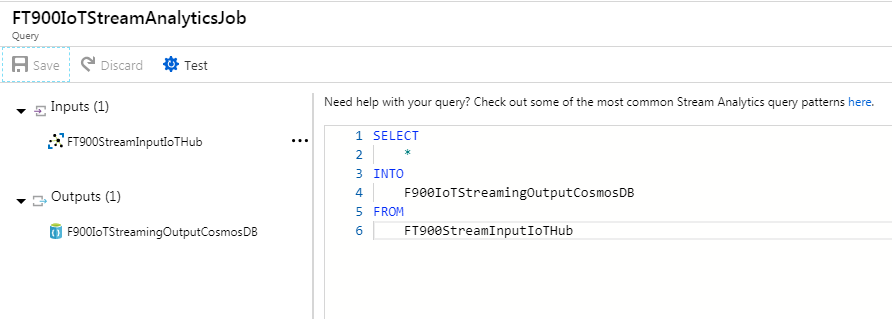 FT900IoTStreamAnalyticsJob
Query
Save Discard Test
Inputs (1)
FT900StreamInputIoTHub ...
Outputs (1)
F900IoTStreamingOutputCosmosDB
Need help with your query? Check out some of the most common Stream Analytics query patterns here.
1 SELECT
2 *
3 INTO
4 F900IoTStreamingOutputCosmosDB
5 FROM
6 FT900StreamInputIoTHub